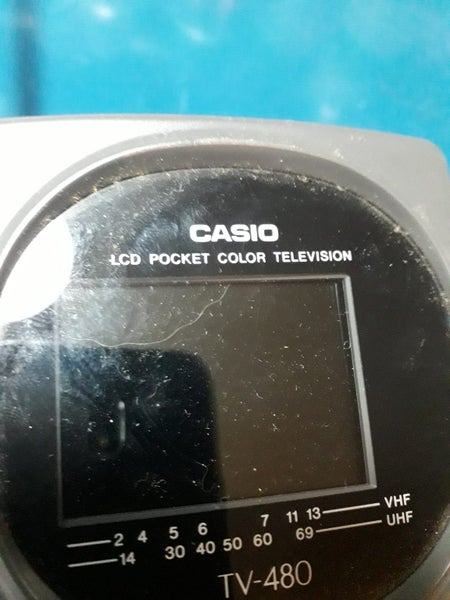 CASIO
LCD POCKET COLOR TELEVISION
2 4 5 6 7 11 13 VHF
14 30 40 50 60 69 UHF
TV-480